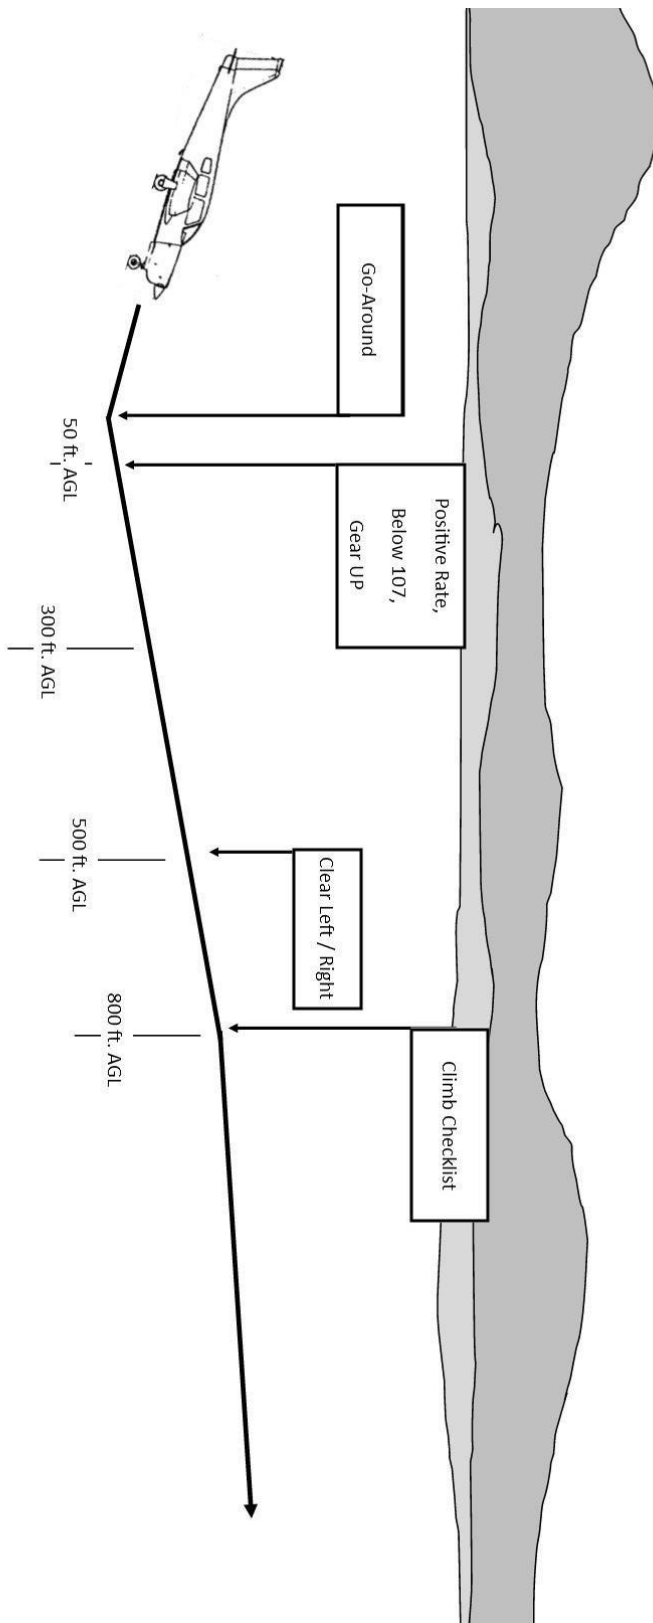 Go-Around
Positive Rate,
Below 107,
Gear UP
Clear Left / Right
Climb Checklist
50 ft. AGL
300 ft. AGL
500 ft. AGL
800 ft. AGL